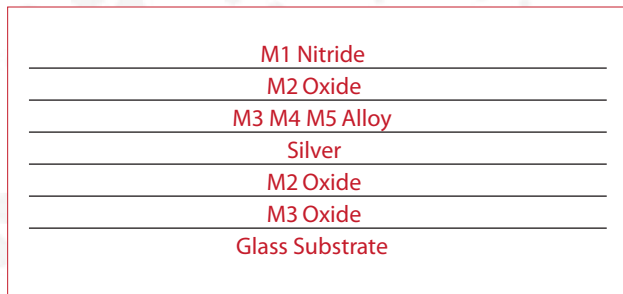 M1 Nitride
M2 Oxide
M3 M4 M5 Alloy
Silver
M2 Oxide
M3 Oxide
Glass Substrate